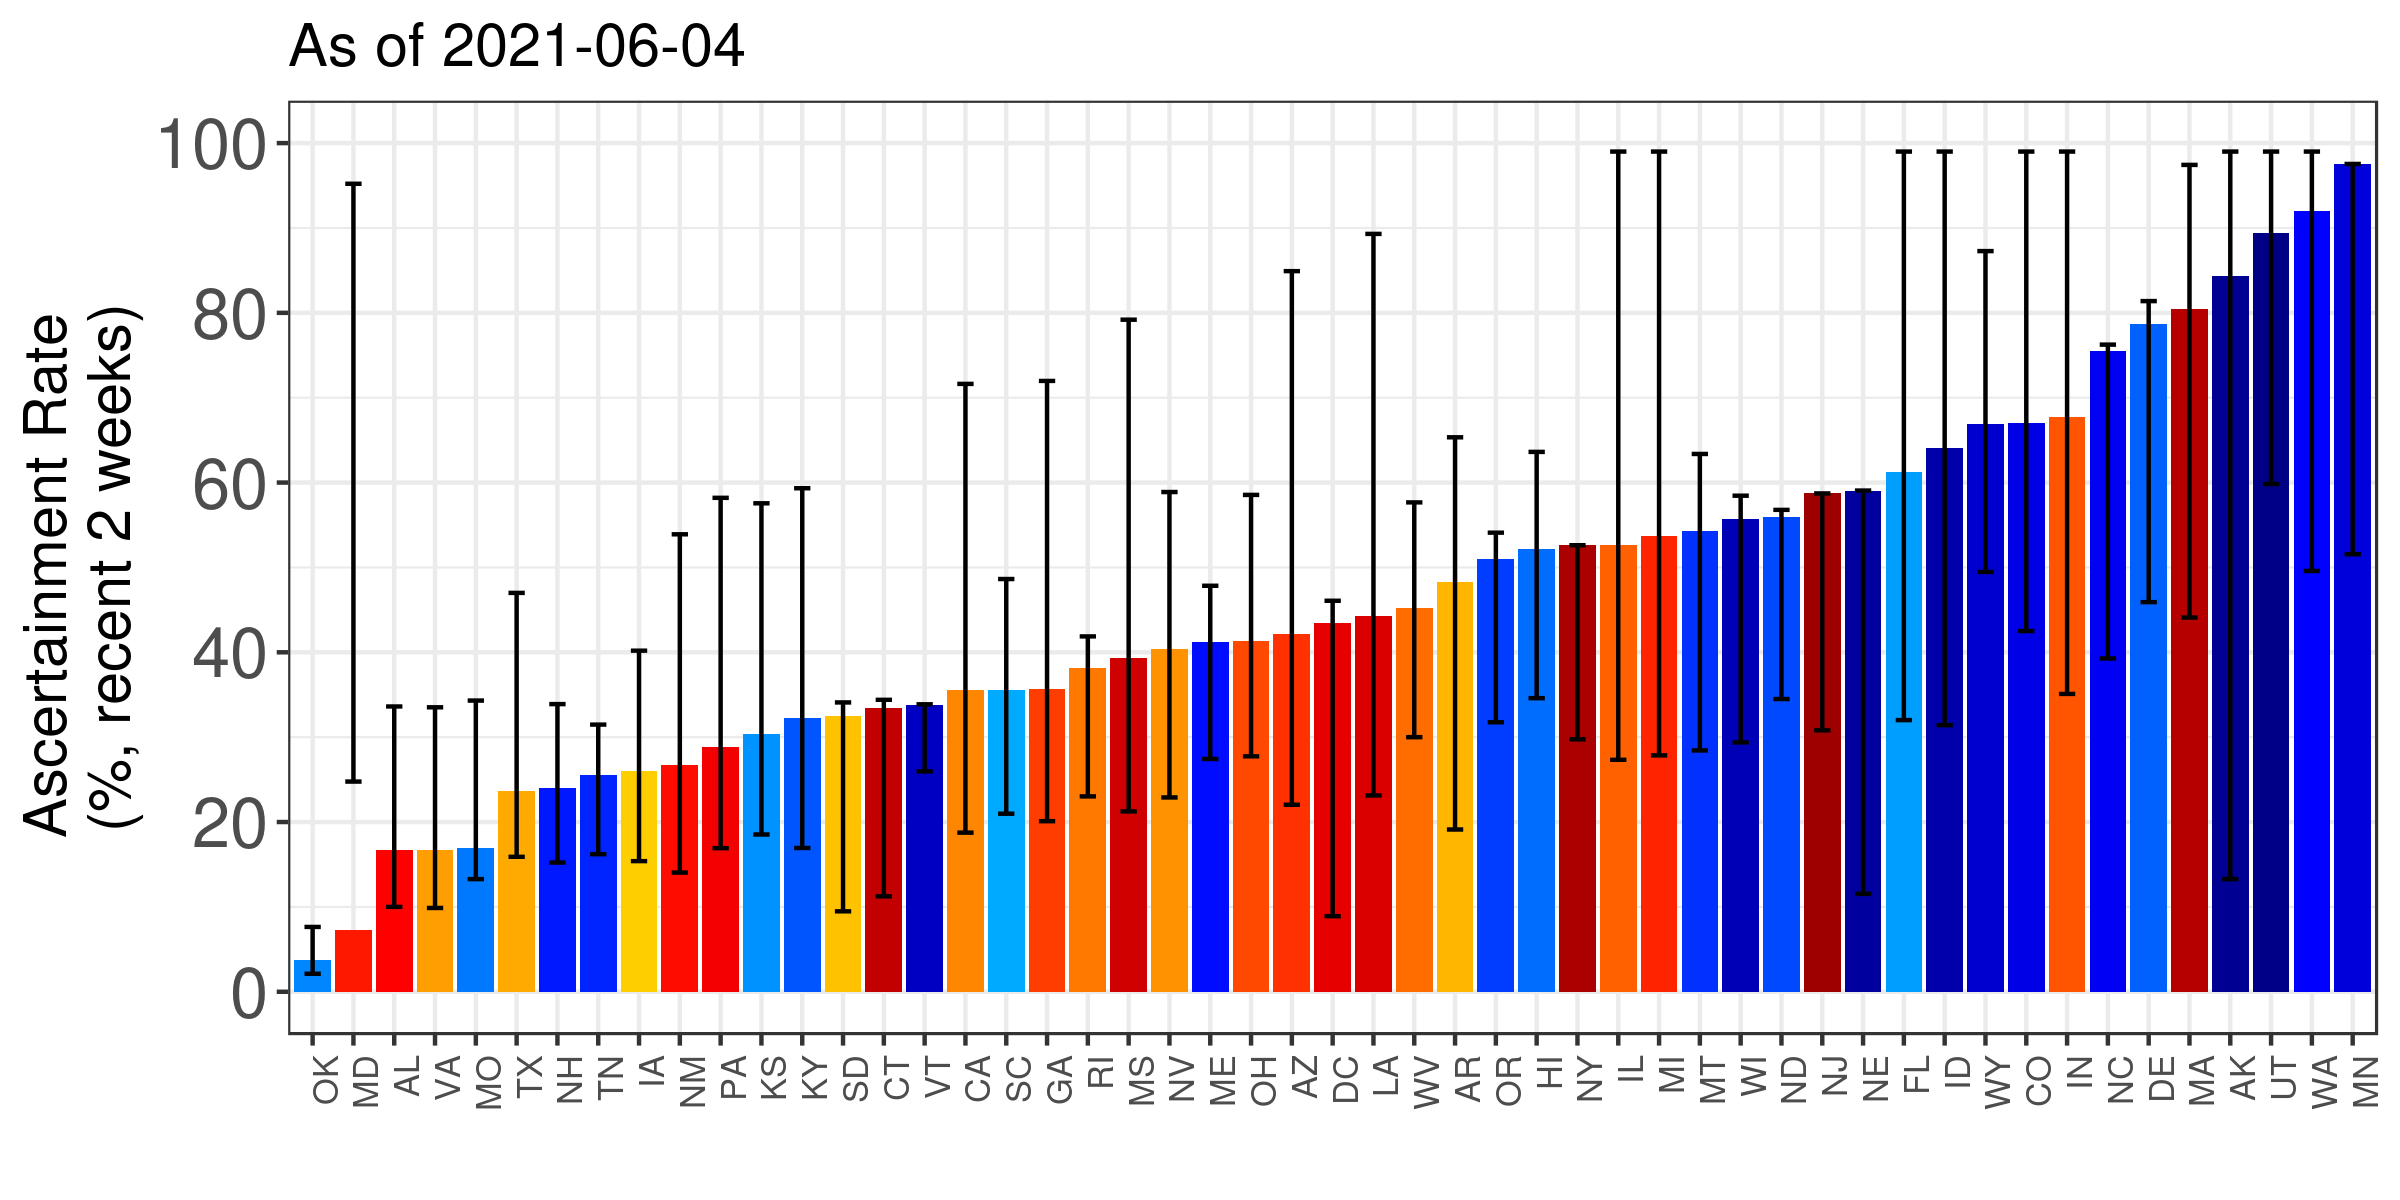 As of 2021-06-04
Ascertainment Rate
(%, recent 2 weeks)
100
80
60
40
20
0
OK MD AL VA MO TX NH TN IA NM PA KS KY SD CT VT CA SC GA RI MS NV ME OH AZ DC LA WV AR OR HI NY IL MI MT WI ND NJ NE FL ID WY CO IN NC DE MA AK UT WA MN